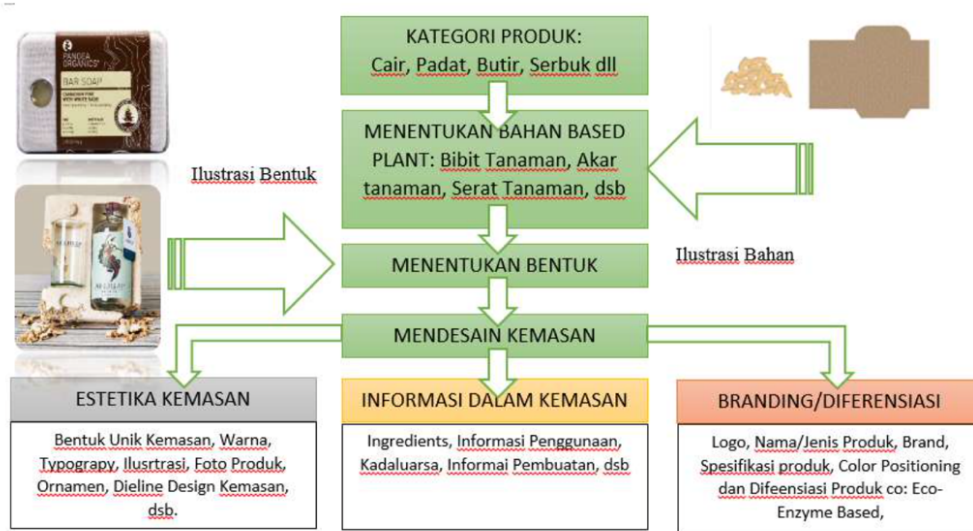 KATEGORI PRODUK:
Cair, Padat, Butir, Serbuk dll
PANGEA
ORGANICS
BAR SOAP
MENENTUKAN BAHAN BASED
PLANT: Bibit Tanaman, Akar
tanaman, Serat Tanaman, dsb
Ilustrasi Bentuk
Ilustrasi Bahan
MENENTUKAN BENTUK
MENDESAIN KEMASAN
ESTETIKA KEMASAN
Bentuk Unik Kemasan, Warna,
Typograpy, Ilusrtrasi, Foto Produk,
Ornamen, Dieline Design Kemasan,
dsb.
INFORMASI DALAM KEMASAN
Ingredients, Informasi Penggunaan,
Kadaluarsa, Informai Pembuatan, dsb
BRANDING/DIFERENSIASI
Logo, Nama/Jenis Produk, Brand,
Spesifikasi produk, Color Positioning
dan Difeensiasi Produk co: Eco-
Enzyme Based,